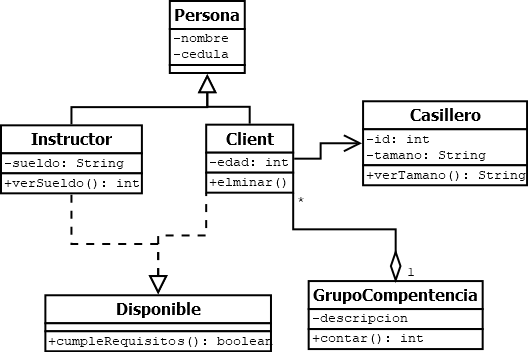 Persona
-nombre
-cedula
Instructor
-sueldo: String
+verSueldo(): int
Client
-edad: int
+elminar()
Casillero
-id: int
-tamano: String
+verTamano(): String
*
1
Disponible
+cumpleRequisitos(): boolean
GrupoCompentencia
-descripcion
+contar(): int